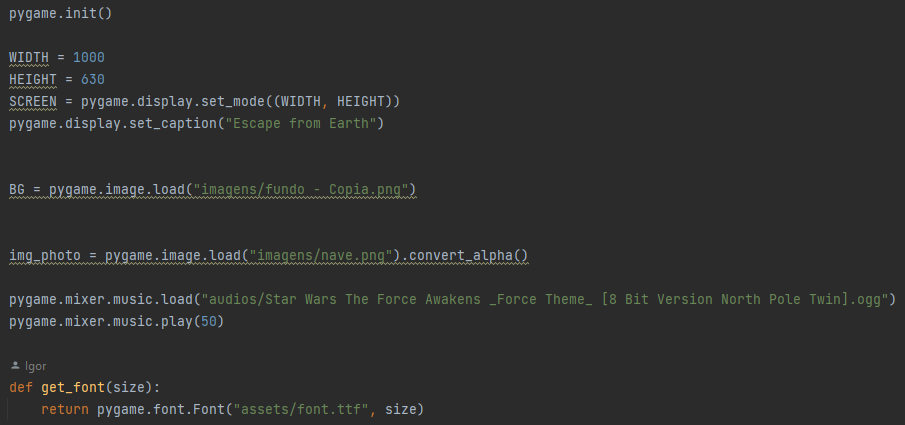 pygame.init()
WIDTH = 1000
HEIGHT = 630
SCREEN = pygame.display.set_mode((WIDTH, HEIGHT))
pygame.display.set_caption("Escape from Earth")
BG = pygame.image.load("imagens/fundo - Copia.png")
img_photo = pygame.image.load("imagens/nave.png").convert_alpha()
pygame.mixer.music.load("audios/Star Wars The Force Awakens _Force Theme_ [8 Bit Version North Pole Twin].ogg")
pygame.mixer.music.play(50)
Igor
def get_font(size):
    return pygame.font.Font("assets/font.ttf", size)